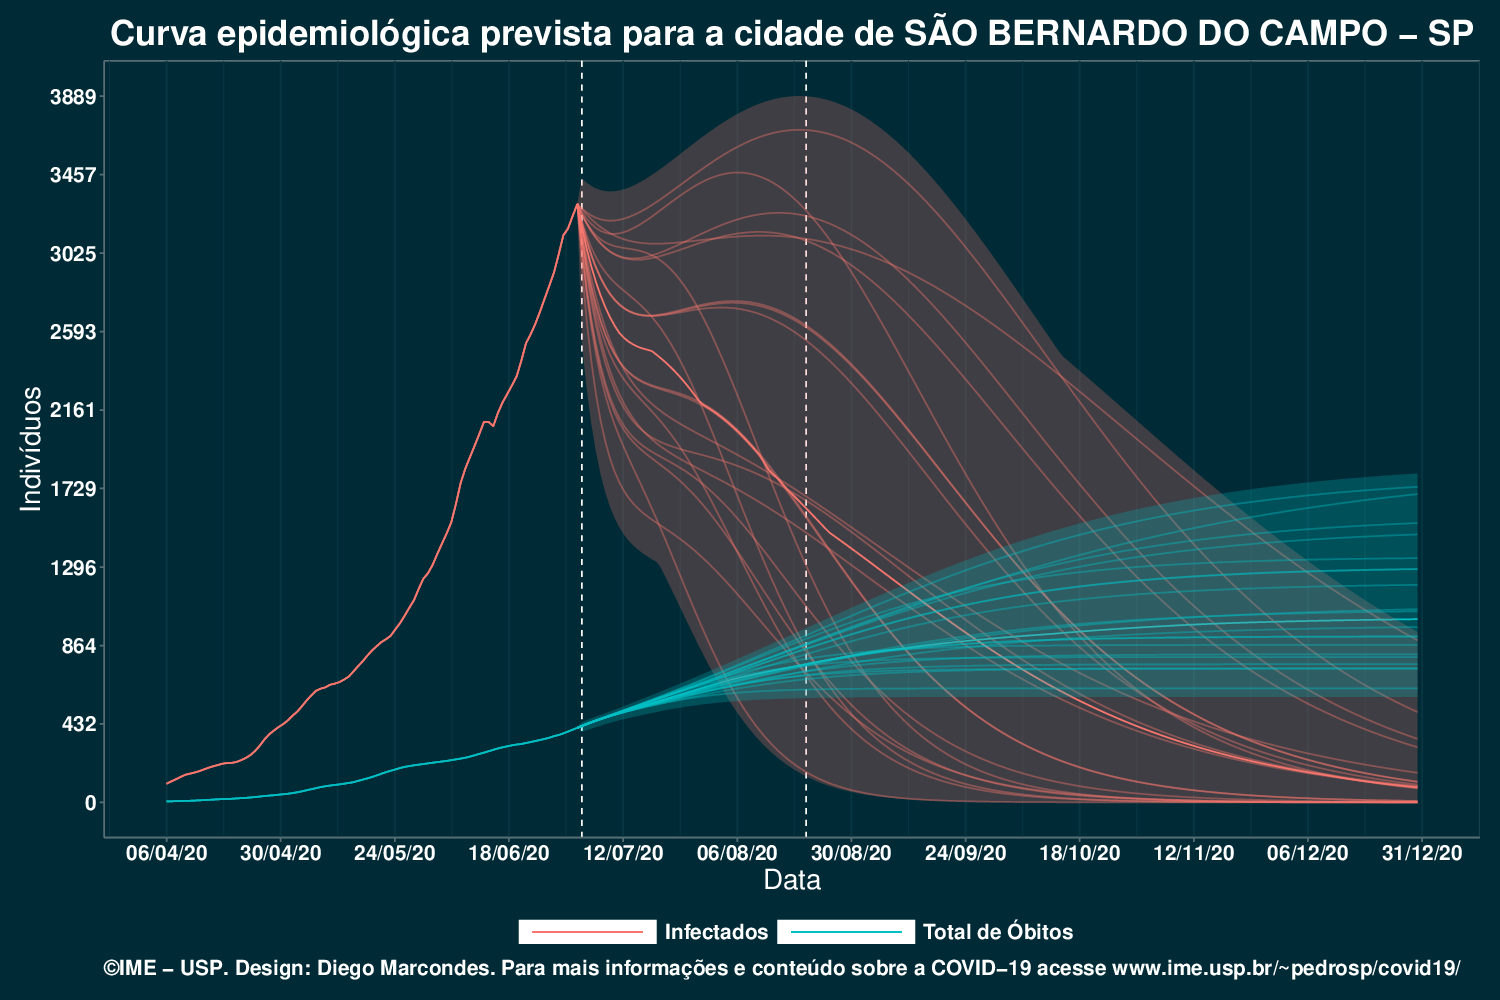 Curva epidemiológica prevista para a cidade de SÃO BERNARDO DO CAMPO – SP
3889
3457
3025
2593
2161
1729
1296
864
432
0
Indivíduos
06/04/20 30/04/20 24/05/20 18/06/20 12/07/20 06/08/20 30/08/20 24/09/20 18/10/20 12/11/20 06/12/20 31/12/20
Data
Infectados Total de Óbitos
©IME – USP. Design: Diego Marcondes. Para mais informações e conteúdo sobre a COVID–19 acesse www.ime.usp.br/~pedrosp/covid19/